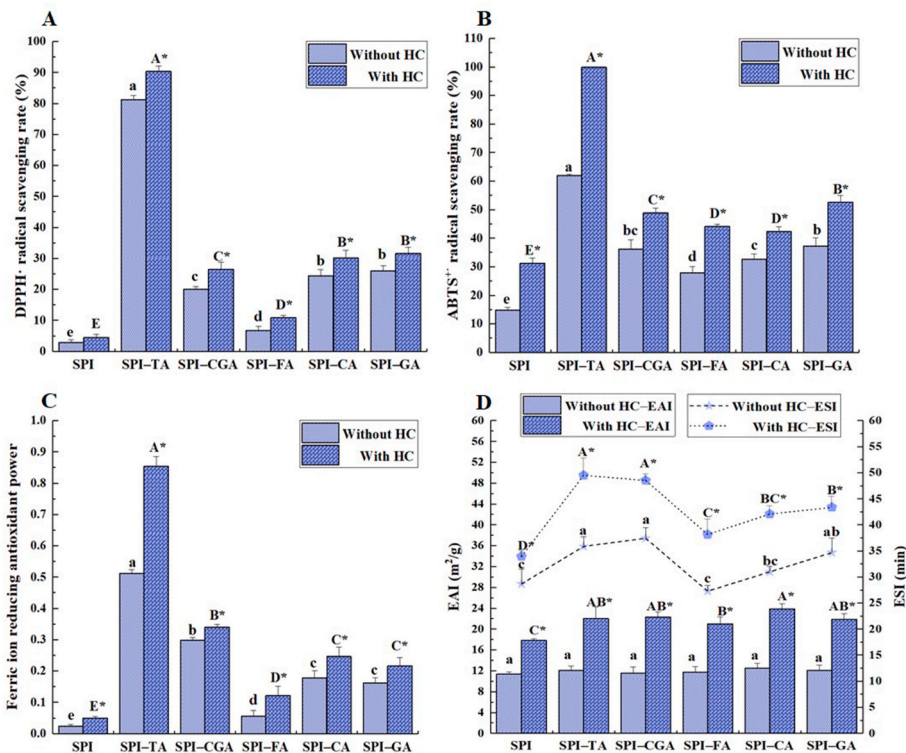 A
100
90
80
70
60
50
40
30
20
10
0
DPPH· radical scavenging rate (%)
Without HC
With HC
e E
a A*
c C*
d D*
b B*
b B*
SPI SPI–TA SPI–CGA SPI–FA SPI–CA SPI–GA
B
110
100
90
80
70
60
50
40
30
20
10
0
ABTS⁺· radical scavenging rate (%)
Without HC
With HC
e E*
a A*
bc C*
d D*
c D*
b B*
SPI SPI–TA SPI–CGA SPI–FA SPI–CA SPI–GA
C
1.0
0.9
0.8
0.7
0.6
0.5
0.4
0.3
0.2
0.1
0.0
Ferric ion reducing antioxidant power
Without HC
With HC
e E*
a A*
b B*
d D*
c C*
c C*
SPI SPI–TA SPI–CGA SPI–FA SPI–CA SPI–GA
D
Without HC–EAI
With HC–EAI
Without HC–ESI
With HC–ESI
60
56
52
48
44
40
36
32
28
24
20
16
12
8
4
0
EAI (m²/g)
60
55
50
45
40
35
30
25
20
15
10
5
0
ESI (min)
D* A* A* C* BC* B*
c a a c bc ab
a C*
a AB*
a AB*
a B*
a A*
a AB*
SPI SPI–TA SPI–CGA SPI–FA SPI–CA SPI–GA